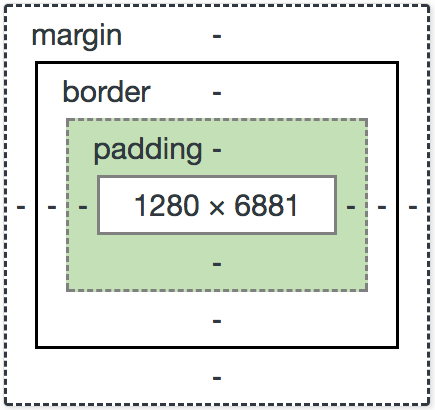 margin -
border -
padding -
- - - 1280 × 6881 - - -
-
-
-